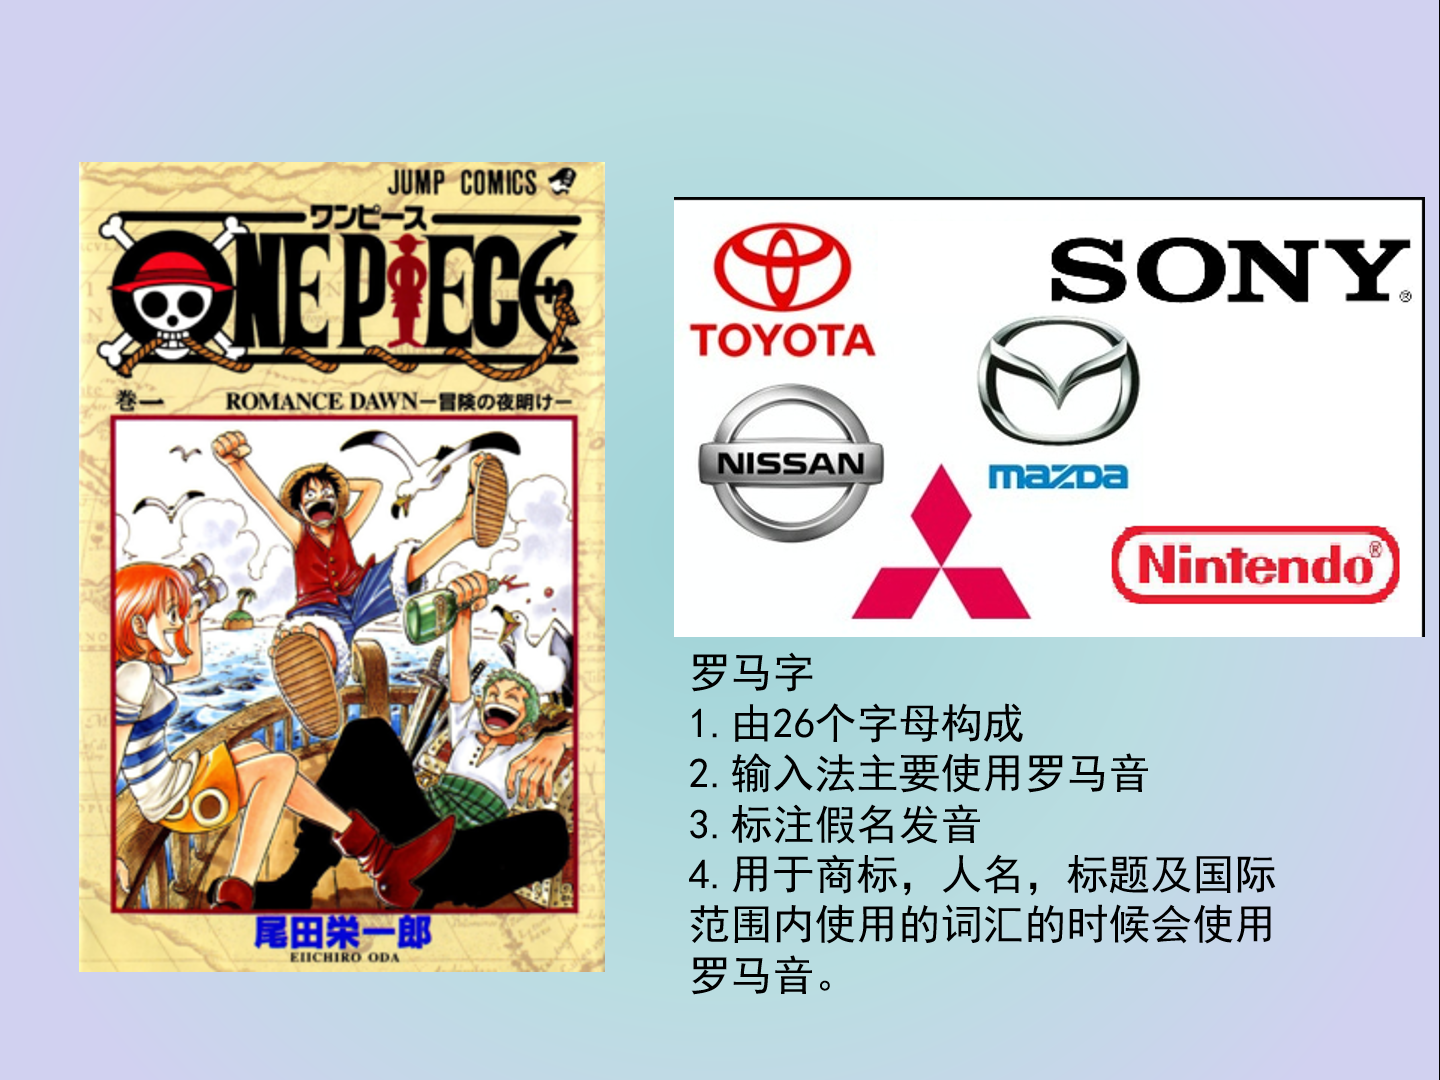 JUMP COMICS
ワンピース
ONE PIECE
巻一 ROMANCE DAWN—冒険の夜明け—
尾田栄一郎
EIICHIRO ODA
TOYOTA
SONY®
NISSAN
mazda
Nintendo®
罗马字
1.由26个字母构成
2.输入法主要使用罗马音
3.标注假名发音
4.用于商标，人名，标题及国际
范围内使用的词汇的时候会使用
罗马音。